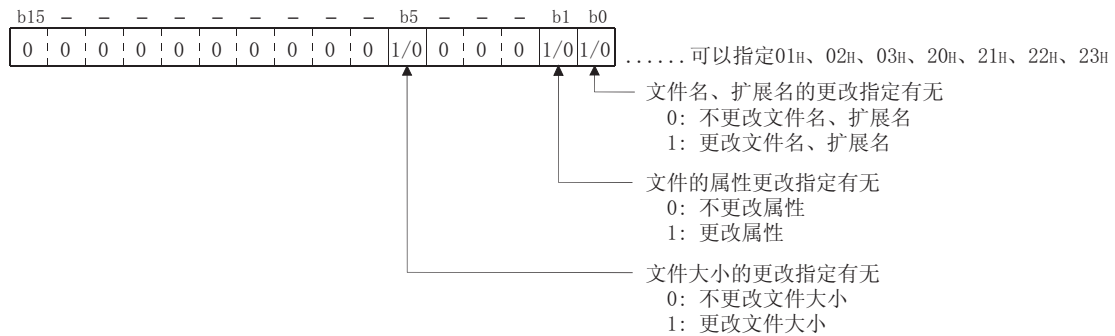 b15 – – – – – – – – – b5 – – – b1 b0
0 0 0 0 0 0 0 0 0 0 1/0 0 0 0 1/0 1/0 ......可以指定01H、02H、03H、20H、21H、22H、23H
文件名、扩展名的更改指定有无
0: 不更改文件名、扩展名
1: 更改文件名、扩展名
文件的属性更改指定有无
0: 不更改属性
1: 更改属性
文件大小的更改指定有无
0: 不更改文件大小
1: 更改文件大小